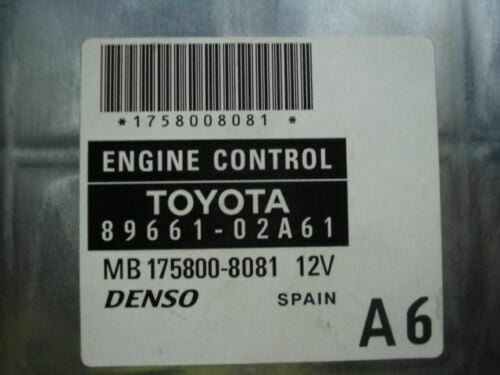 *1758008081*
ENGINE CONTROL
TOYOTA
89661-02A61
MB 175800-8081 12V
DENSO SPAIN
A6